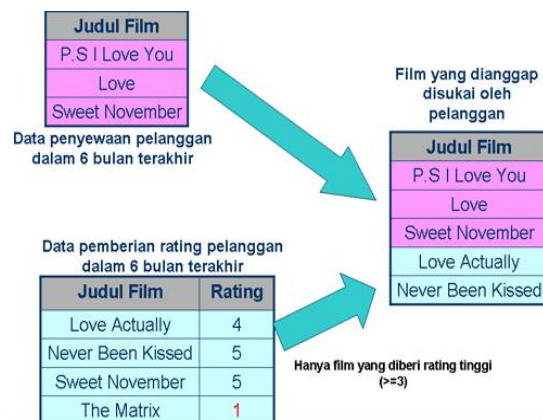 Judul Film
P.S I Love You
Love
Sweet November
Data penyewaan pelanggan
dalam 6 bulan terakhir
Film yang dianggap
disukai oleh
pelanggan
Judul Film
P.S I Love You
Love
Sweet November
Love Actually
Never Been Kissed
Data pemberian rating pelanggan
dalam 6 bulan terakhir
Judul Film Rating
Love Actually 4
Never Been Kissed 5
Sweet November 5
The Matrix 1
Hanya film yang diberi rating tinggi
(>=3)